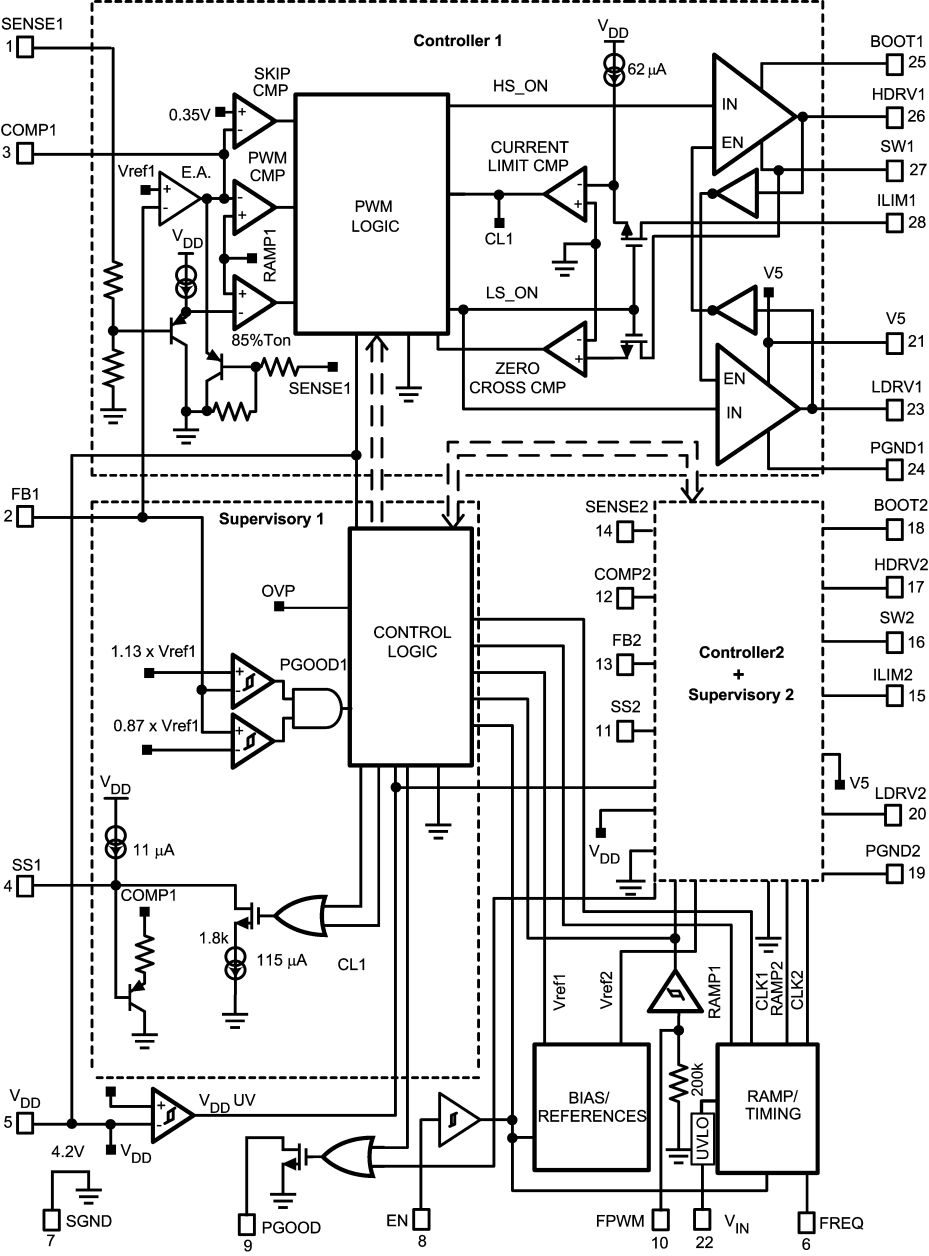 SENSE1
1
Controller 1
V_DD
62 µA
BOOT1
25
SKIP
CMP
0.35V
HS_ON
IN
HDRV1
26
COMP1
3
PWM
CMP
CURRENT
LIMIT CMP
EN
SW1
27
Vref1
E.A.
PWM
LOGIC
CL1
ILIM1
28
V_DD
RAMP1
V5
LS_ON
V5
21
85%Ton
SENSE1
ZERO
CROSS CMP
EN
IN
LDRV1
23
PGND1
24
FB1
2
Supervisory 1
SENSE2
14
BOOT2
18
OVP
COMP2
12
HDRV2
17
CONTROL
LOGIC
SW2
16
1.13 x Vref1
PGOOD1
FB2
13
Controller2
+
Supervisory 2
ILIM2
15
0.87 x Vref1
SS2
11
V_DD
V5
LDRV2
20
11 µA
V_DD
SS1
4
COMP1
PGND2
19
1.8k
115 µA
CL1
Vref1
Vref2
RAMP1
CLK1
RAMP2
CLK2
V_DD
5
V_DD UV
4.2V
V_DD
BIAS/
REFERENCES
200k
UVLO
RAMP/
TIMING
SGND
7
PGOOD
9
EN
8
FPWM
10
22
V_IN
FREQ
6